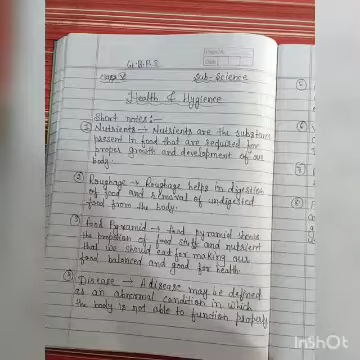 G.B.P.S
Class V Sub-Science
Health & Hygiene
Short notes:-
① Nutrients → Nutrients are the substance
present in food that are required for
proper growth and development of our
body.
② Roughage → Roughage helps in digestion
of food and removal of undigested
food from the body.
③ Food Pyramid → food pyramid shows
the proportion of food stuff and nutrient
that we should eat for making our
food balanced and good for health.
Disease → A disease may be defined
as an abnormal condition in which
the body is not able to function properly
InShOt